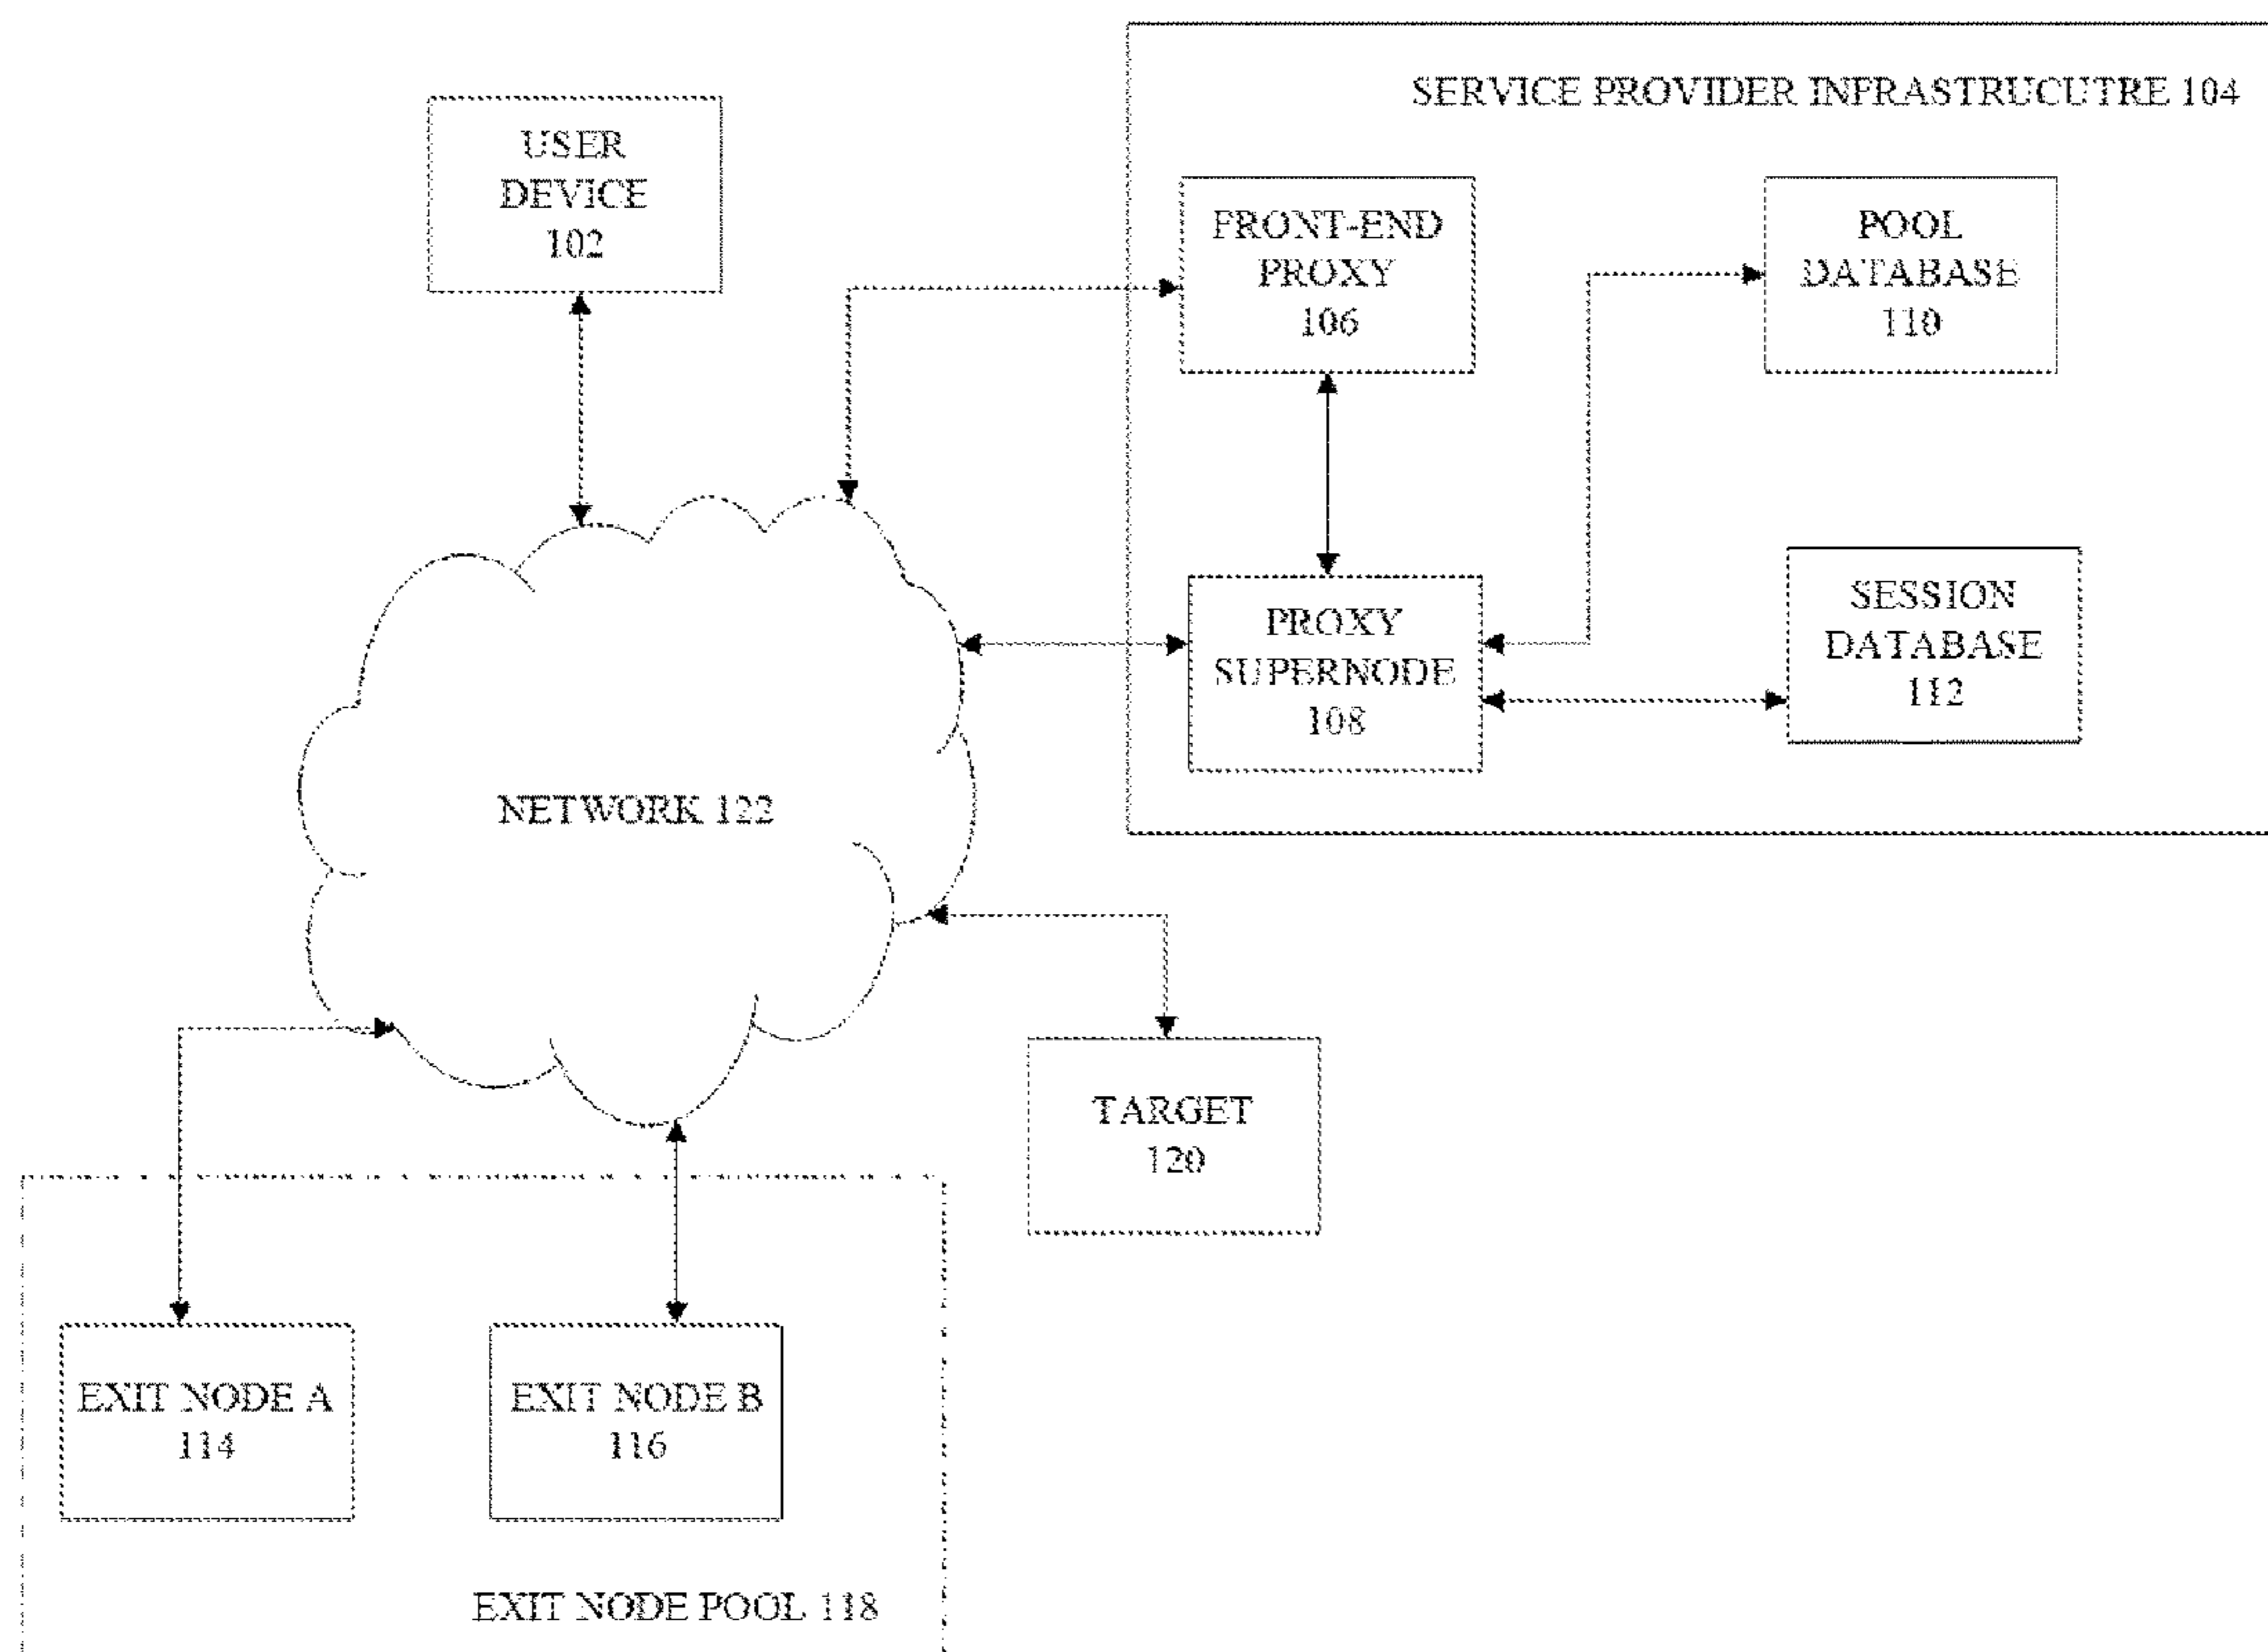 SERVICE PROVIDER INFRASTRUCUTRE 104
USER
DEVICE
102
FRONT-END
PROXY
106
POOL
DATABASE
110
PROXY
SUPERNODE
108
SESSION
DATABASE
112
NETWORK 122
TARGET
120
EXIT NODE A
114
EXIT NODE B
116
EXIT NODE POOL 118